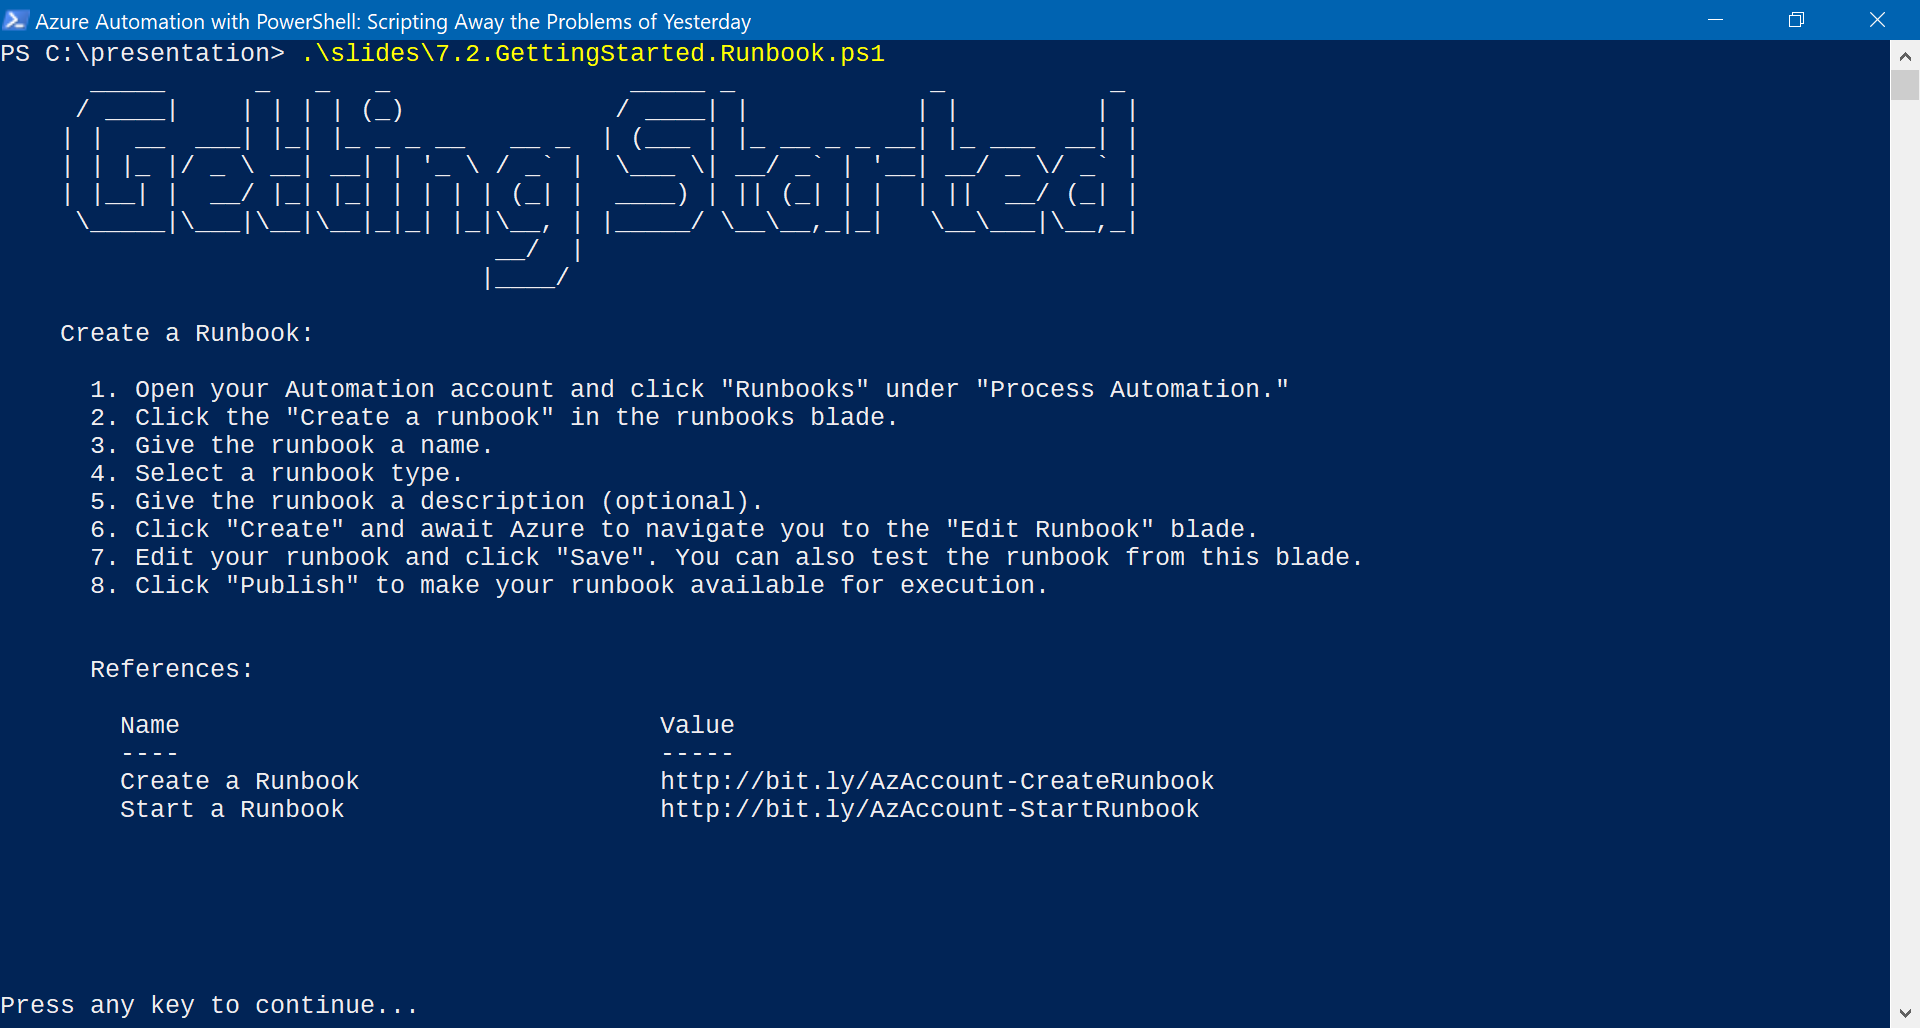 Azure Automation with PowerShell: Scripting Away the Problems of Yesterday
PS C:\presentation> .\slides\7.2.GettingStarted.Runbook.ps1
Getting Started
Create a Runbook:
1. Open your Automation account and click "Runbooks" under "Process Automation."
2. Click the "Create a runbook" in the runbooks blade.
3. Give the runbook a name.
4. Select a runbook type.
5. Give the runbook a description (optional).
6. Click "Create" and await Azure to navigate you to the "Edit Runbook" blade.
7. Edit your runbook and click "Save". You can also test the runbook from this blade.
8. Click "Publish" to make your runbook available for execution.
References:
Name Value
---- -----
Create a Runbook http://bit.ly/AzAccount-CreateRunbook
Start a Runbook http://bit.ly/AzAccount-StartRunbook
Press any key to continue...